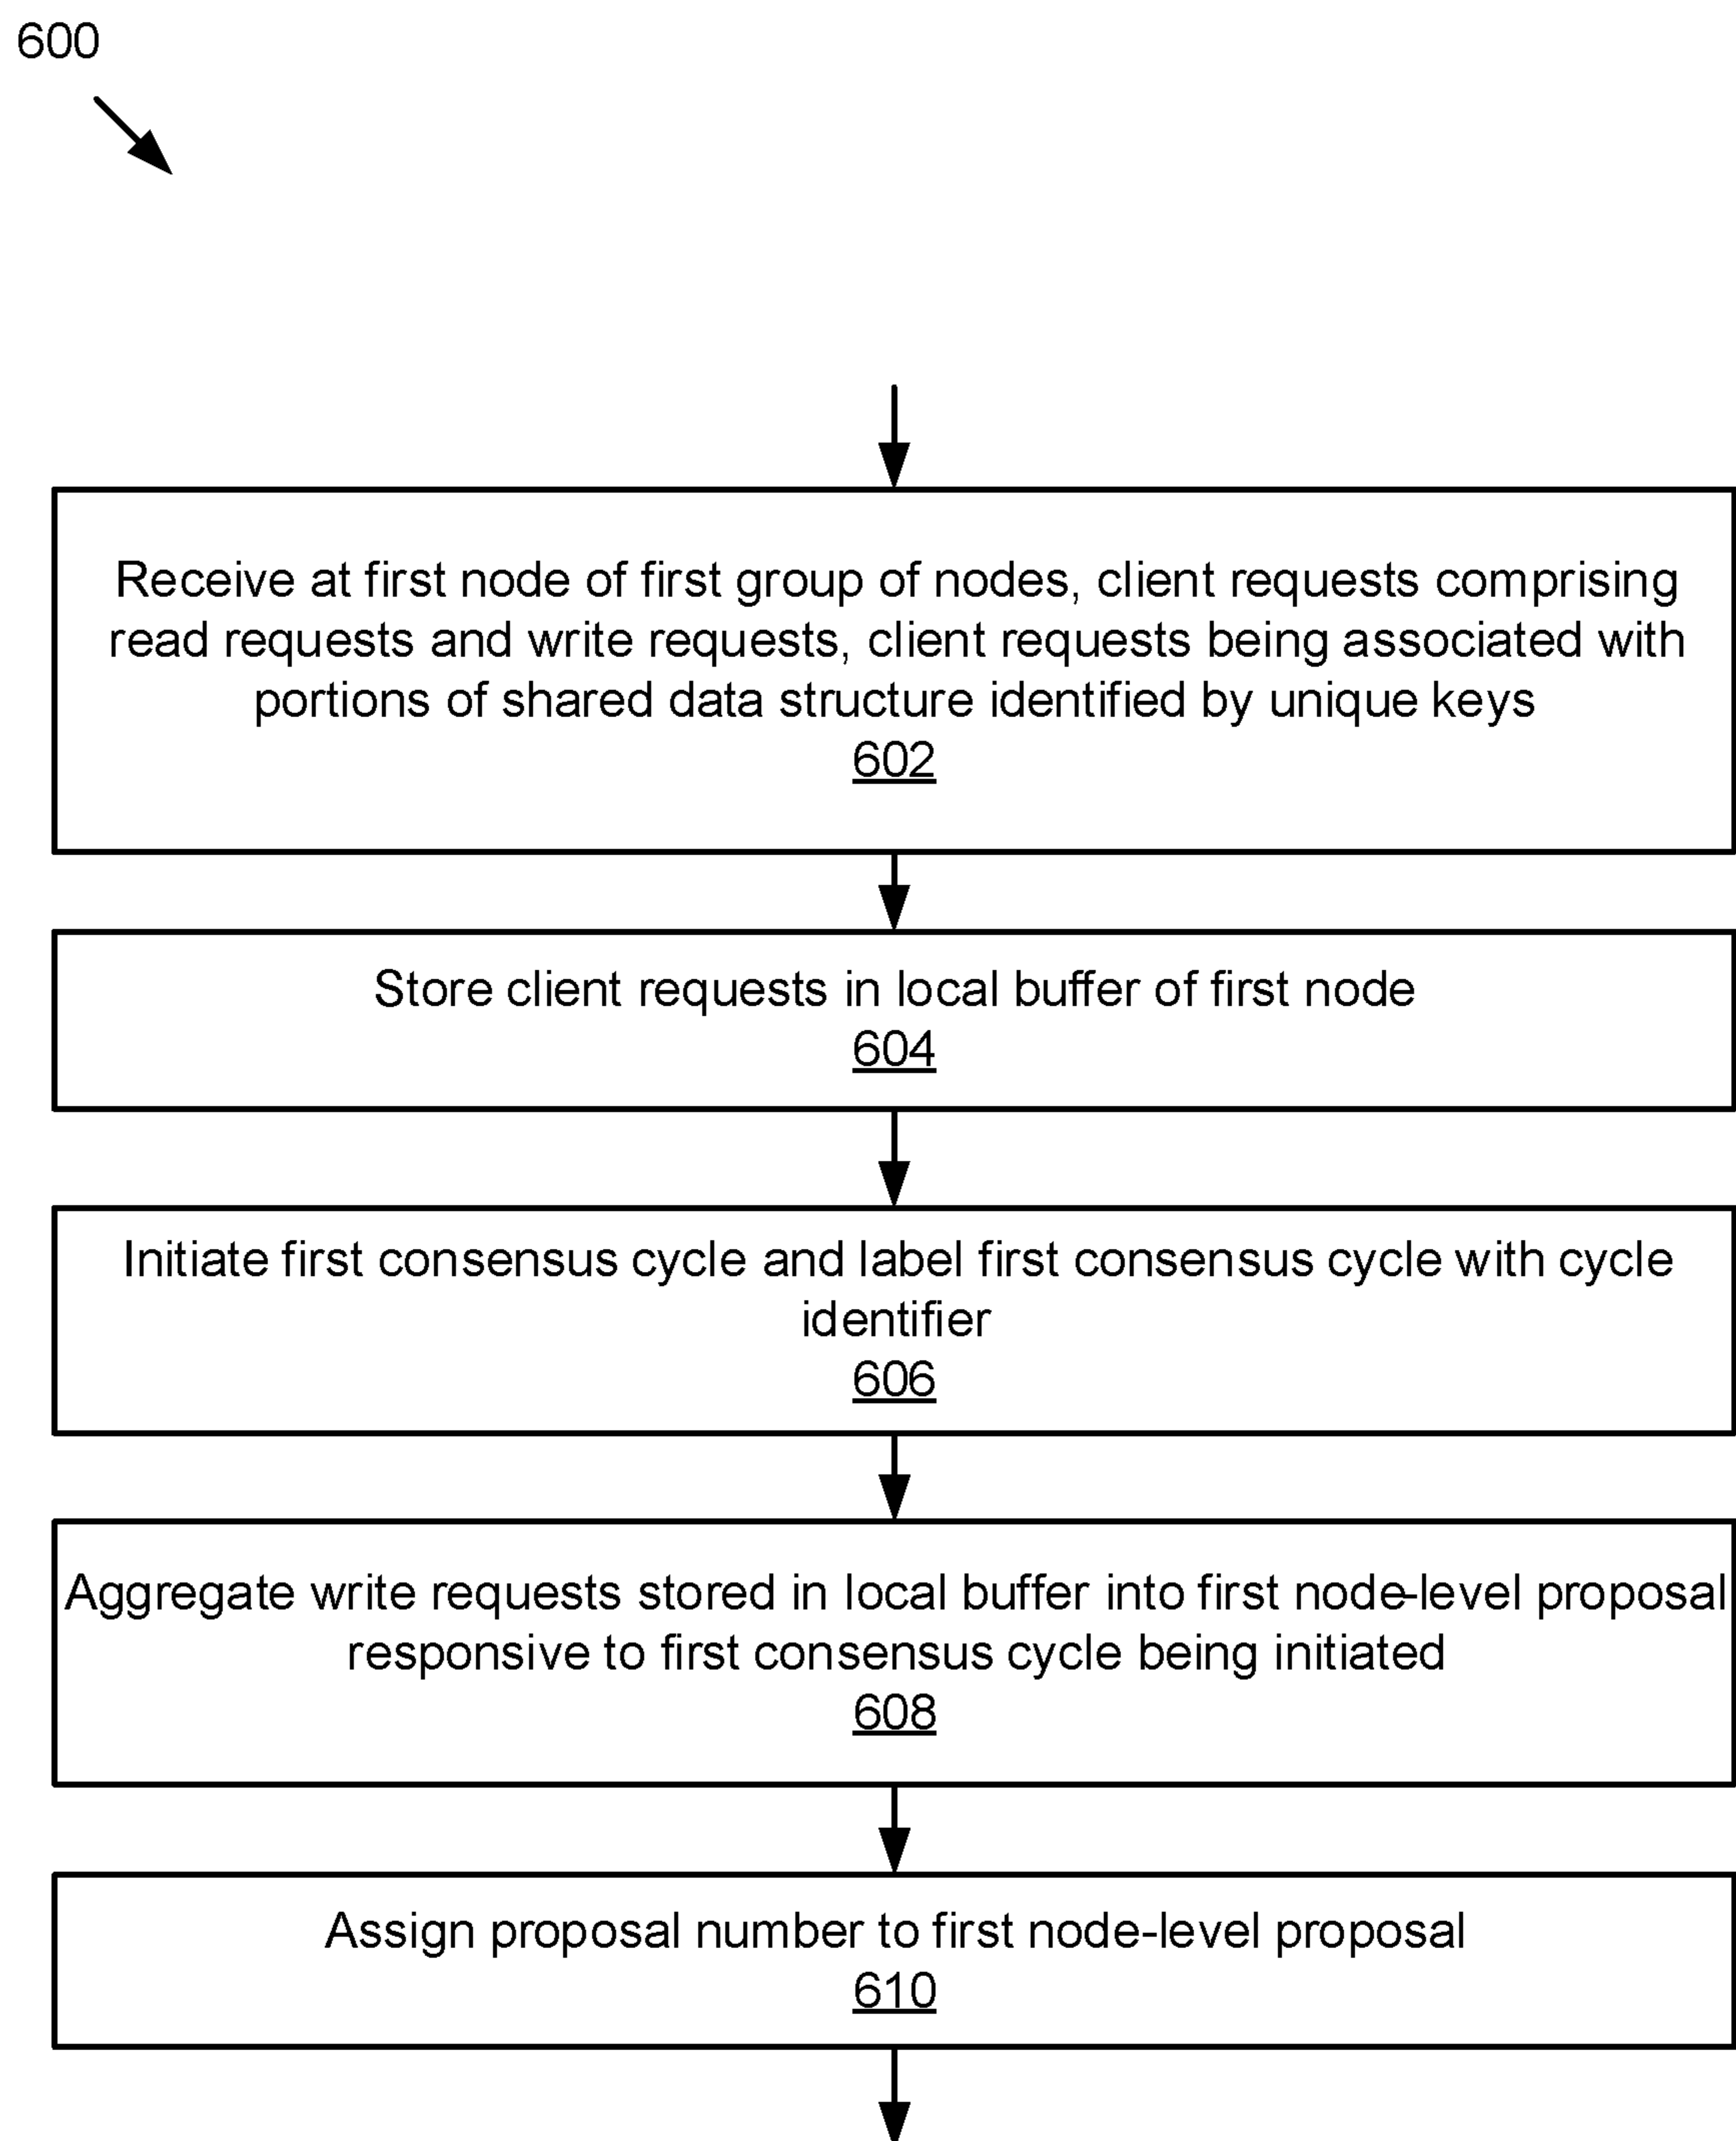 600
Receive at first node of first group of nodes, client requests comprising
read requests and write requests, client requests being associated with
portions of shared data structure identified by unique keys
602
Store client requests in local buffer of first node
604
Initiate first consensus cycle and label first consensus cycle with cycle
identifier
606
Aggregate write requests stored in local buffer into first node-level proposal
responsive to first consensus cycle being initiated
608
Assign proposal number to first node-level proposal
610